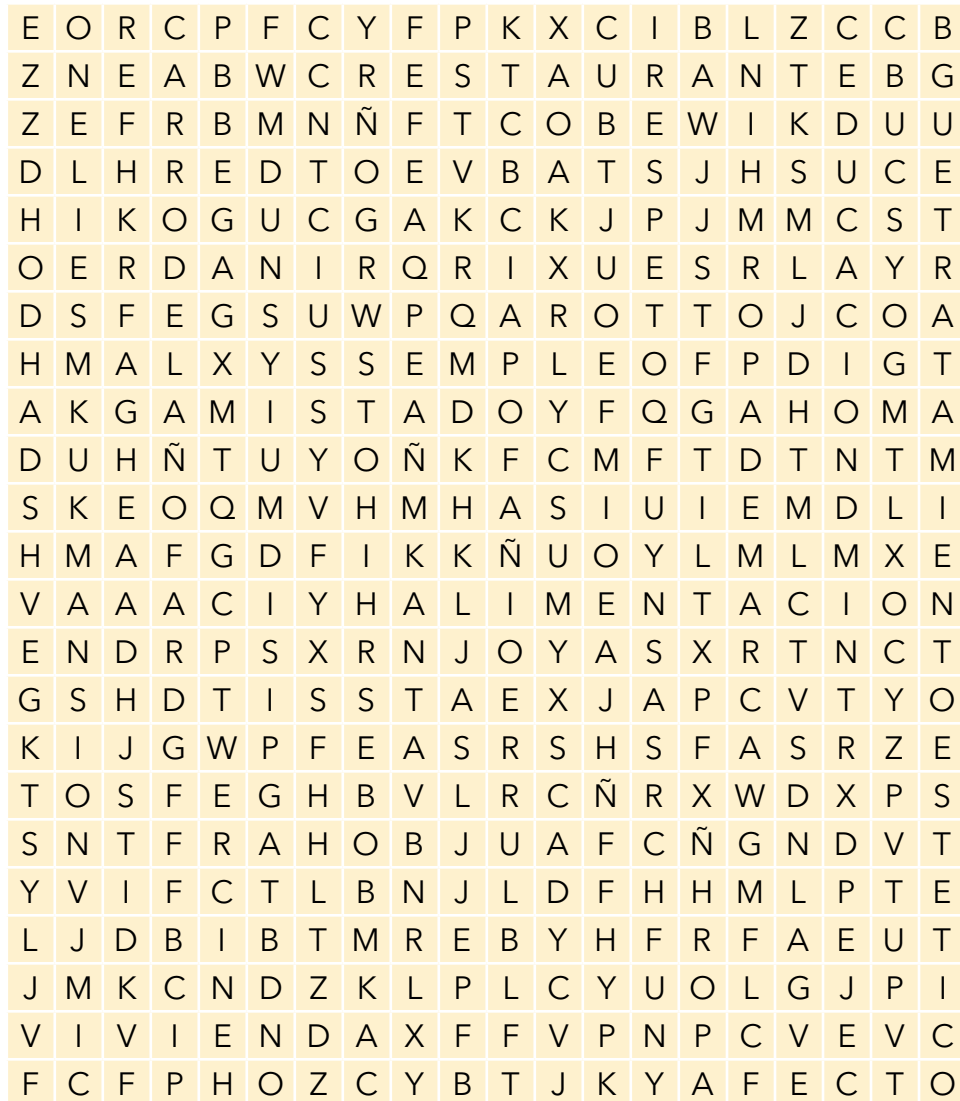 E O R C P F C Y F P K X C I B L Z C C B
Z N E A B W C R E S T A U R A N T E B G
Z E F R B M N Ñ F T C O B E W I K D U U
D L H R E D T O E V B A T S J H S U C E
H I K O G U C G A K C K J P J M M C S T
O E R D A N I R Q R I X U E S R L A Y R
D S F E G S U W P Q A R O T T O J C O A
H M A L X Y S S E M P L E O F P D I G T
A K G A M I S T A D O Y F Q G A H O M A
D U H Ñ T U Y O Ñ K F C M F T D T N T M
S K E O Q M V H M H A S I U I E M D L I
H M A F G D F I K K Ñ U O Y L M L M X E
V A A A C I Y H A L I M E N T A C I O N
E N D R P S X R N J O Y A S X R T N C T
G S H D T I S S T A E X J A P C V T Y O
K I J G W P F E A S R S H S F A S R Z E
T O S F E G H B V L R C Ñ R X W D X P S
S N T F R A H O B J U A F C Ñ G N D V T
Y V I F C T L B N J L D F H H M L P T E
L J D B I B T M R E B Y H F R F A E U T
J M K C N D Z K L P L C Y U O L G J P I
V I V I E N D A X F F V P N P C V E V C
F C F P H O Z C Y B T J K Y A F E C T O